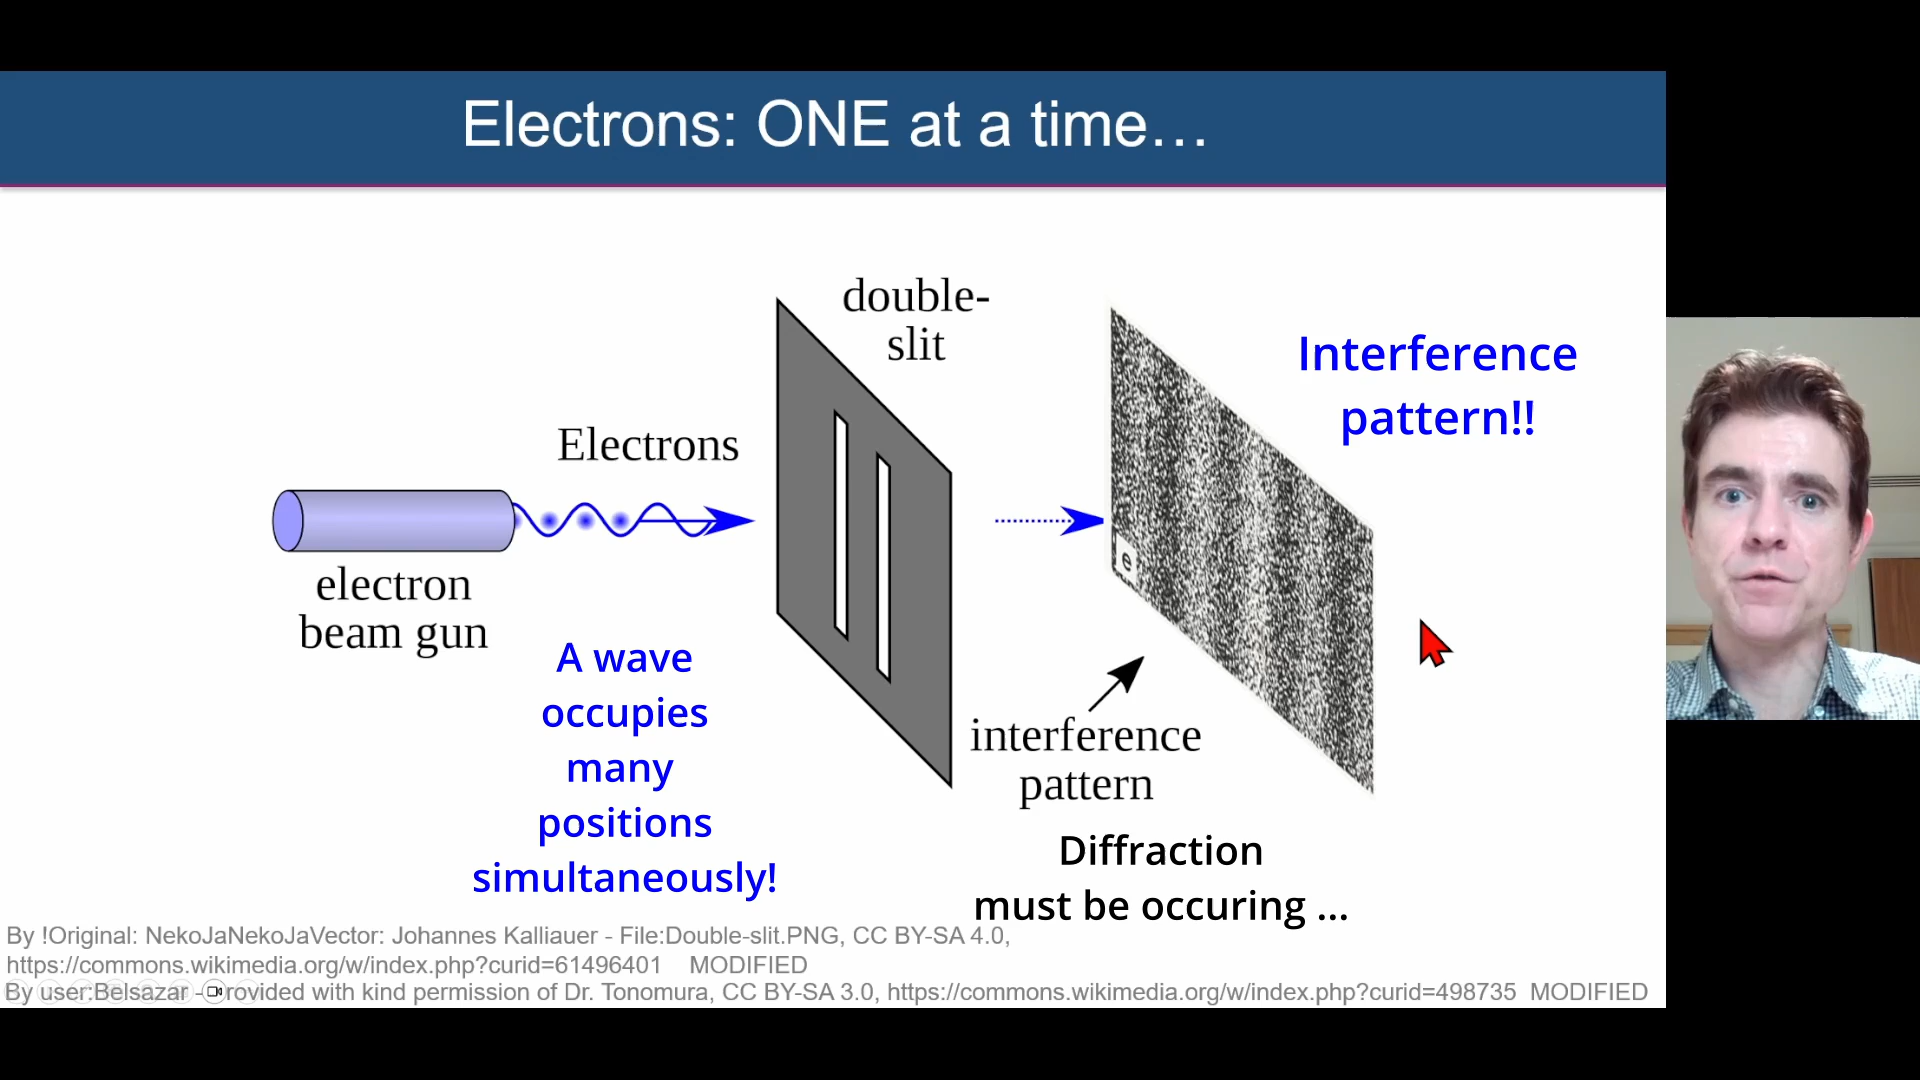 Electrons: ONE at a time...
double-
slit
Interference
pattern!!
Electrons
electron
beam gun
e
A wave
occupies
many
positions
simultaneously!
interference
pattern
Diffraction
must be occuring ...
By !Original: NekoJaNekoJaVector: Johannes Kalliauer - File:Double-slit.PNG, CC BY-SA 4.0,
https://commons.wikimedia.org/w/index.php?curid=61496401 MODIFIED
By user:Belsazar - Provided with kind permission of Dr. Tonomura, CC BY-SA 3.0, https://commons.wikimedia.org/w/index.php?curid=498735 MODIFIED